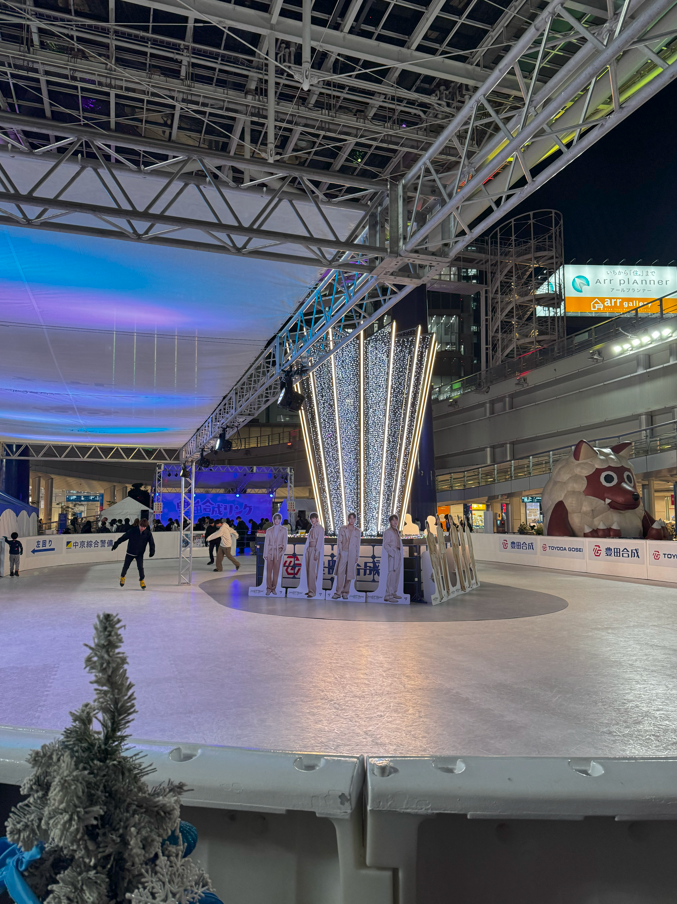 いちから「住」まで
Arr planner
アールプランナー
arr gallery
左回り
中京綜合警備
豊田合成
TOYODA GOSEI
豊田合成
TOYODA